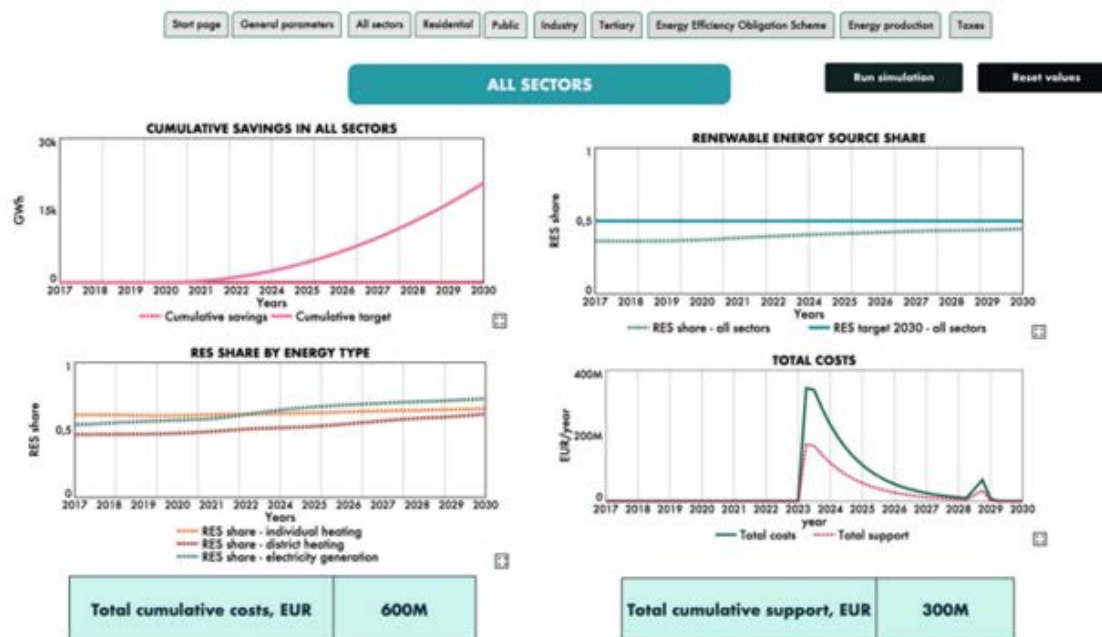 Start page General parameters All sectors Residential Public Industry Tertiary Energy Efficiency Obligation Scheme Energy production Taxes
ALL SECTORS
Run simulation
Reset values
CUMULATIVE SAVINGS IN ALL SECTORS
30k
15k
0
GWh
2017 2018 2019 2020 2021 2022 2024 2025 2026 2027 2028 2029 2030
Years
Cumulative savings Cumulative target
RENEWABLE ENERGY SOURCE SHARE
1
0,5
0
RES share
2017 2018 2019 2020 2021 2022 2024 2025 2026 2027 2028 2029 2030
Years
RES share - all sectors RES target 2030 - all sectors
RES SHARE BY ENERGY TYPE
1
0,5
0
RES share
2017 2018 2019 2020 2021 2022 2024 2025 2026 2027 2028 2029 2030
Years
RES share - individual heating
RES share - district heating
RES share - electricity generation
TOTAL COSTS
400M
200M
0
EUR/year
2017 2018 2019 2020 2021 2022 2023 2024 2025 2026 2027 2028 2029 2030
year
Total costs Total support
Total cumulative costs, EUR 600M
Total cumulative support, EUR 300M